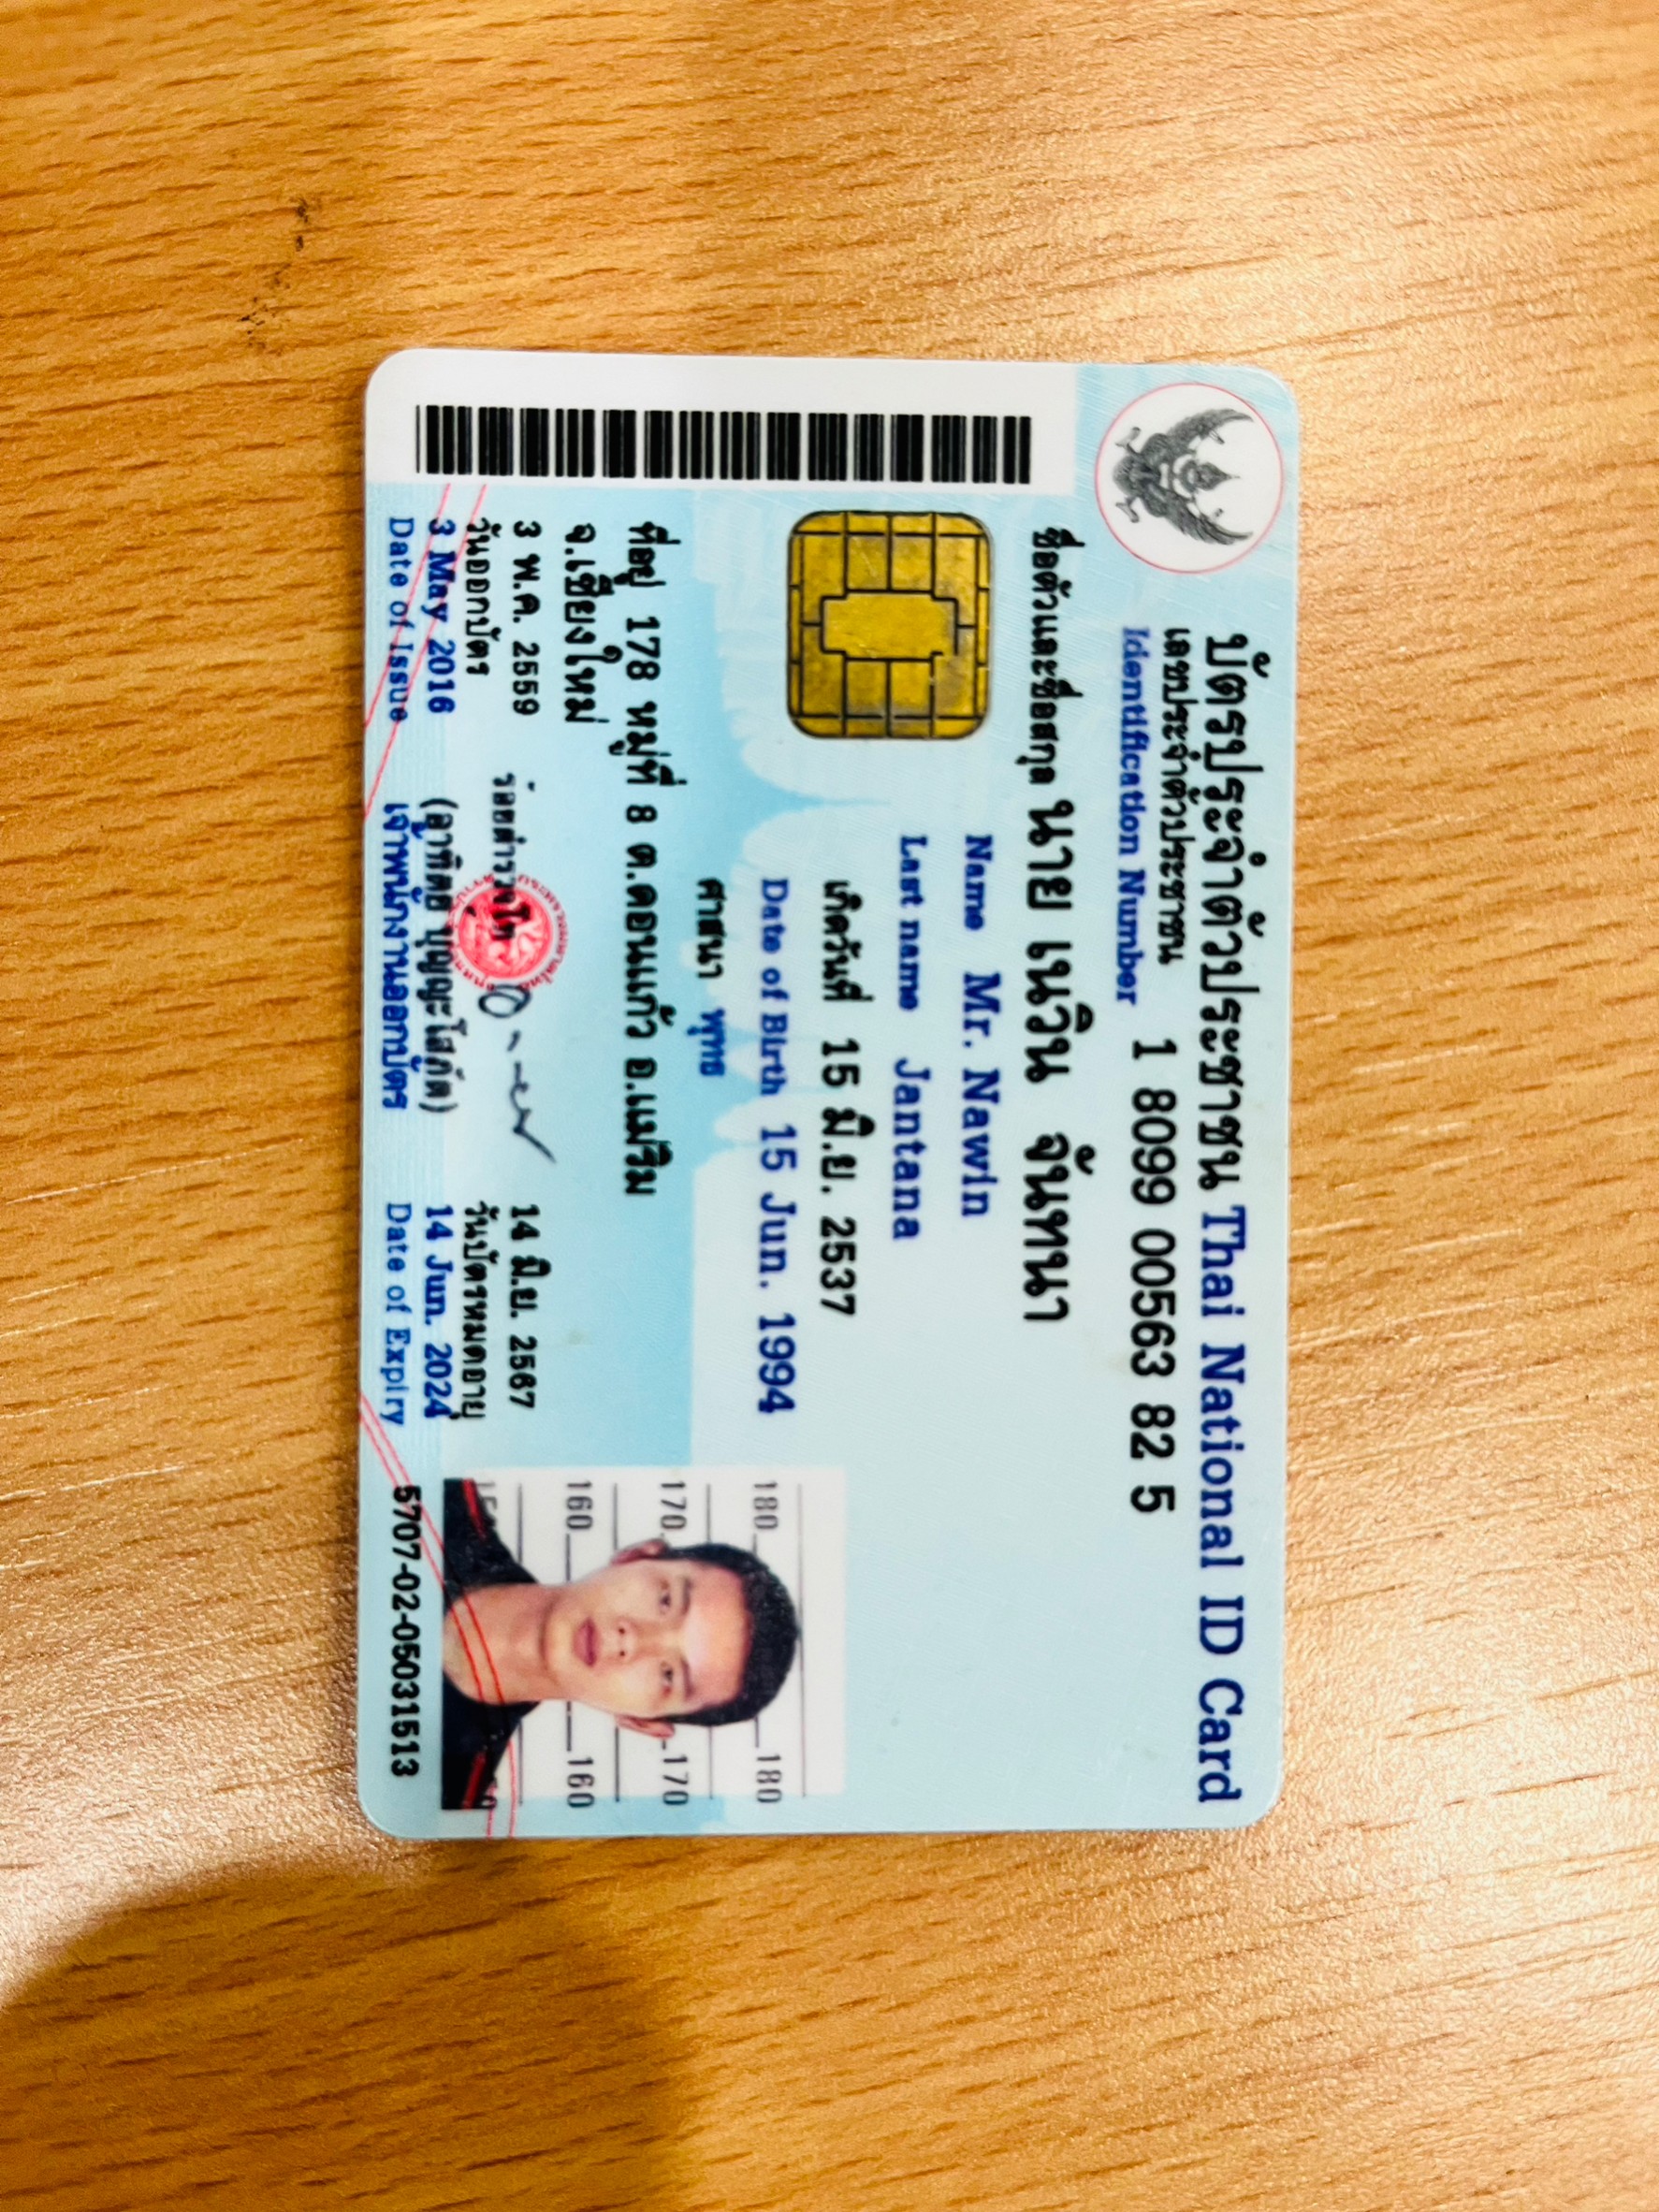 บัตรประจำตัวประชาชน Thai National ID Card
เลขประจำตัวประชาชน
Identification Number 1 8099 00563 82 5
ชื่อตัวและชื่อสกุล นาย เนวิน จันทนา
Name Mr. Nawin
Last name Jantana
เกิดวันที่ 15 มิ.ย. 2537
Date of Birth 15 Jun. 1994
ศาสนา พุทธ
ที่อยู่ 178 หมู่ที่ 8 ต.ดอนแก้ว อ.แม่ริม
จ.เชียงใหม่
3 พ.ค. 2559
วันออกบัตร
3 May 2016
Date of Issue
ร้อยตำรวจโท
(อาทิตย์ บุญญะโสภัต)
เจ้าพนักงานออกบัตร
14 มิ.ย. 2567
วันบัตรหมดอายุ
14 Jun. 2024
Date of Expiry
180 180
170 170
160 160
5707-02-05031513